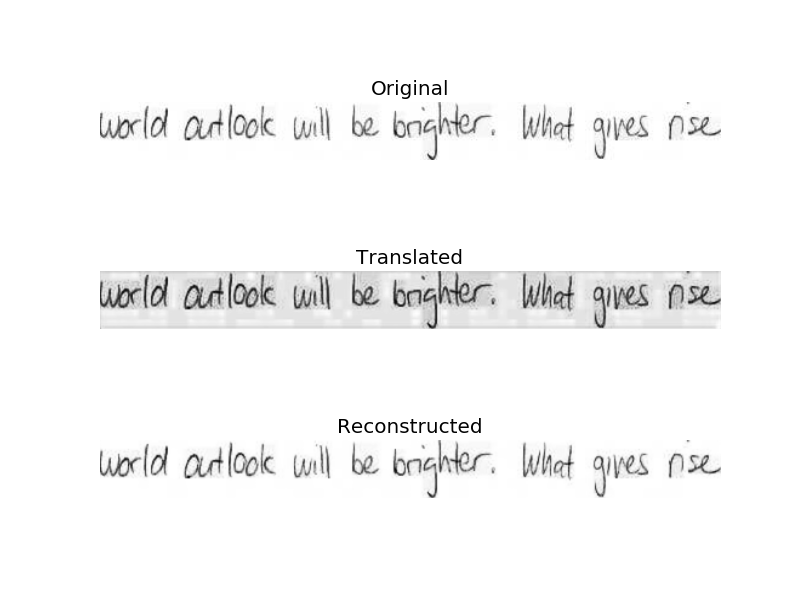 Original
world outlook will be brighter. What gives rise
Translated
world outlook will be brighter. What gives rise
Reconstructed
world outlook will be brighter. What gives rise